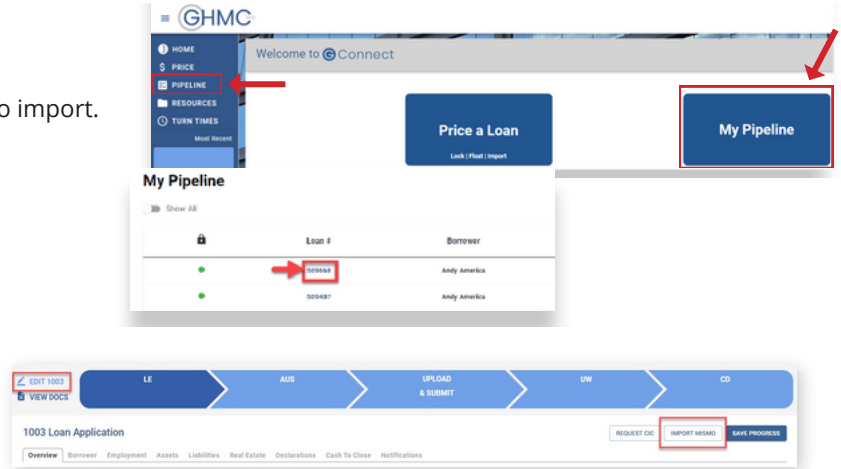 GHMC
HOME
Welcome to G Connect
$ PRICE
PIPELINE
RESOURCES
o import.
TURN TIMES
Most Recent
Price a Loan
My Pipeline
Lock | Float | Import
My Pipeline
Show All
Loan #
Borrower
509668
Andy America
509407
Andy America
EDIT 1003
LE
AUS
UPLOAD
& SUBMIT
UW
CD
VIEW DOCS
1003 Loan Application
REQUEST CIC
IMPORT MISMO
SAVE PROGRESS
Overview Borrower Employment Assets Liabilities Real Estate Declarations Cash To Close Notifications